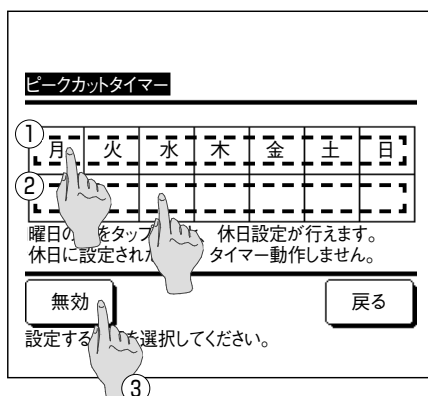 ピークカットタイマー
①
月 火 水 木 金 土 日
②
曜日の をタップ 、休日設定が行えます。
休日に設定された タイマー動作しません。
無効 戻る
設定する を選択してください。
③